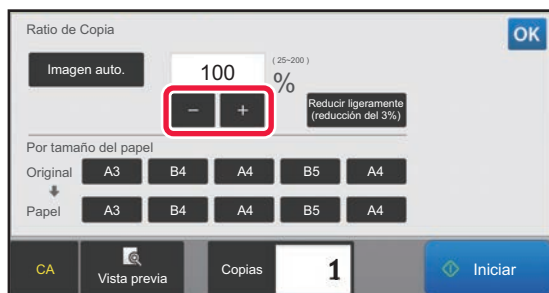 Ratio de Copia
OK
Imagen auto.
100
(25~200)
%
−
+
Reducir ligeramente
(reducción del 3%)
Por tamaño del papel
Original A3 B4 A4 B5 A4
Papel A3 B4 A4 B5 A4
CA
Vista previa
Copias
1
Iniciar